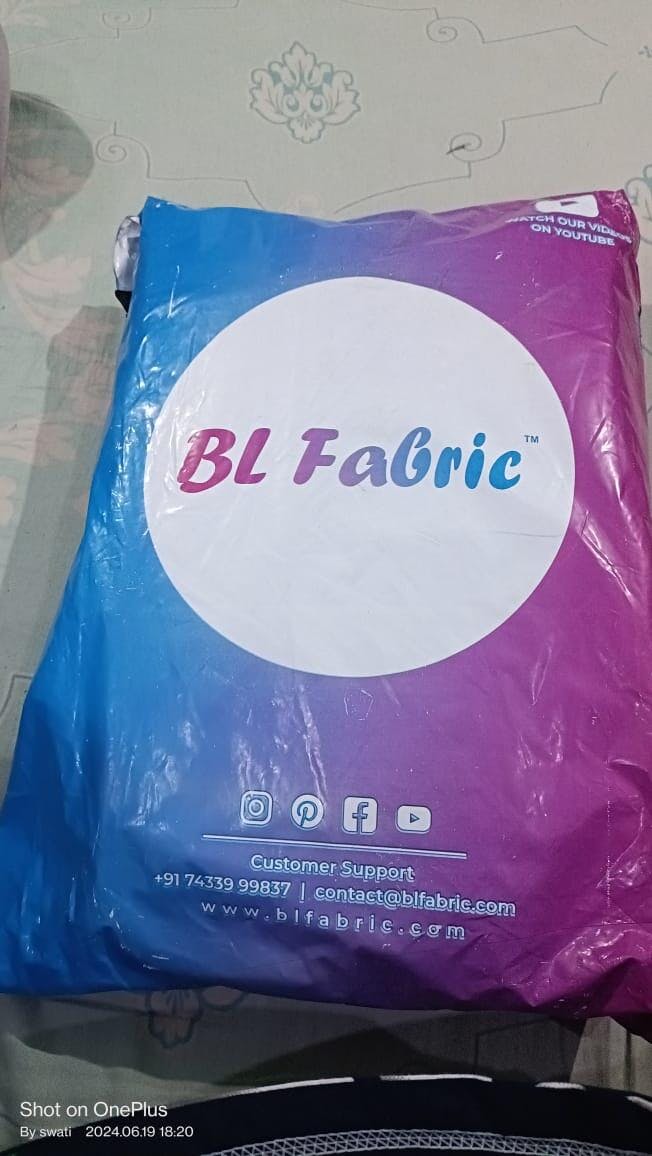 WATCH OUR VIDEOS
ON YOUTUBE
BL Fabric™
Customer Support
+91 74339 99837 | contact@blfabric.com
www.blfabric.com
Shot on OnePlus
By swati 2024.06.19 18:20